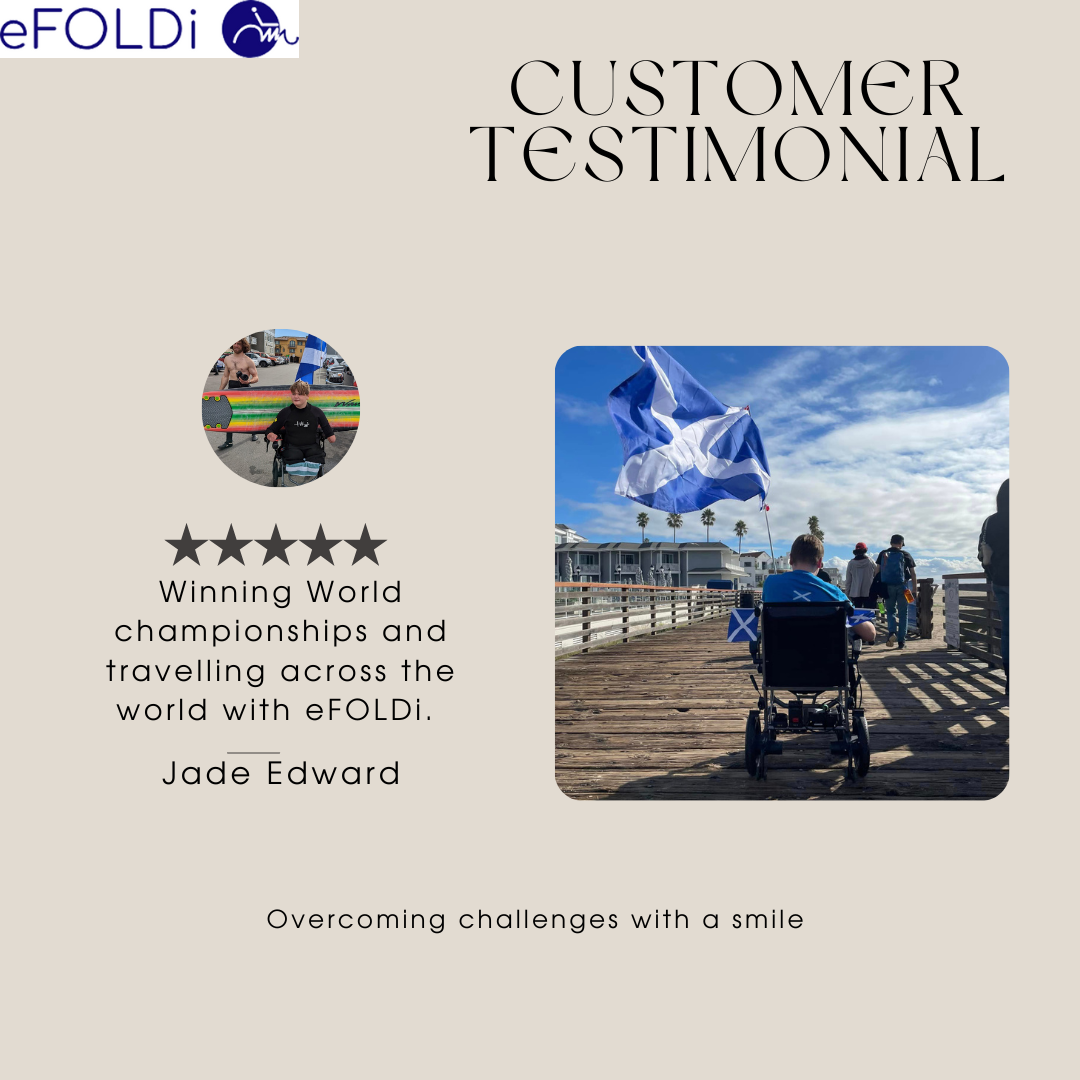 eFOLDi
CUSTOMER
TESTIMONIAL
Winning World
championships and
travelling across the
world with eFOLDi.
Jade Edward
Overcoming challenges with a smile